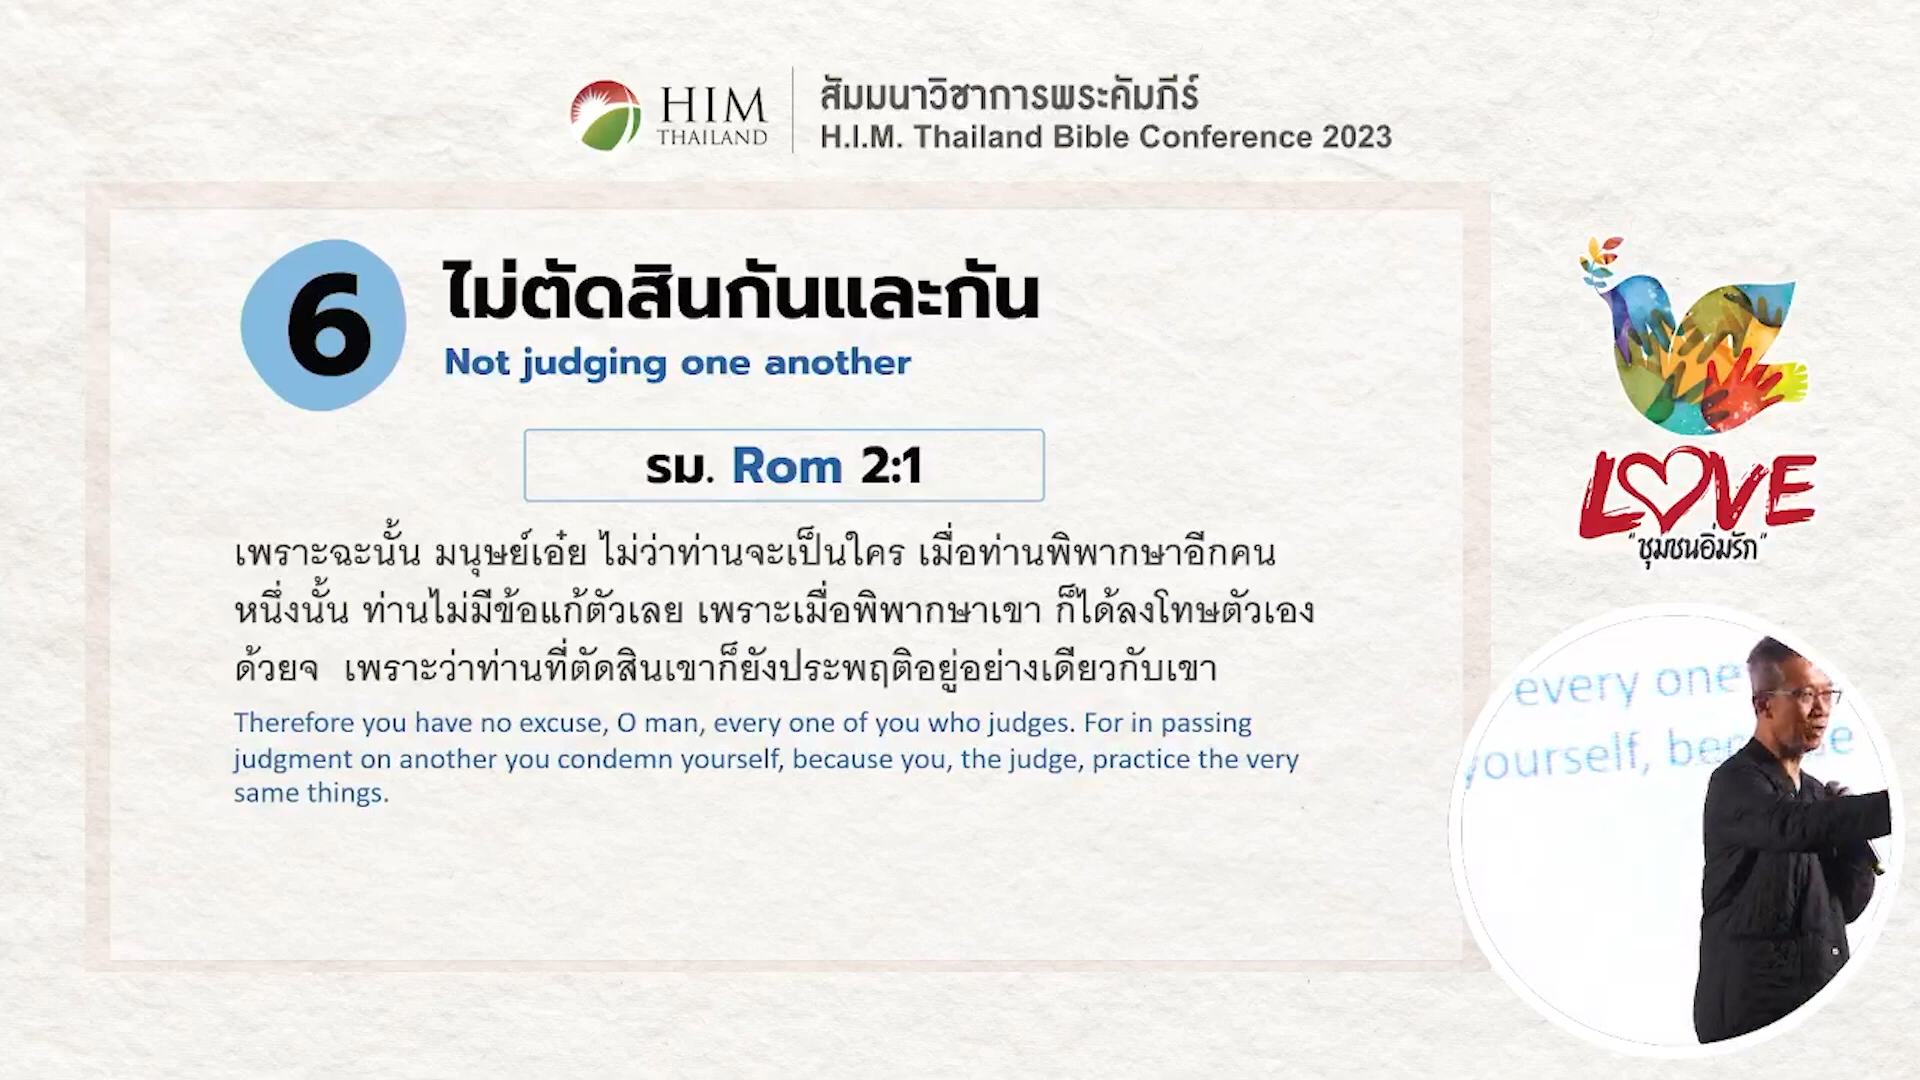 HIM
THAILAND
สัมมนาวิชาการพระคัมภีร์
H.I.M. Thailand Bible Conference 2023
6
ไม่ตัดสินกันและกัน
Not judging one another
รม. Rom 2:1
เพราะฉะนั้น มนุษย์เอ๋ย ไม่ว่าท่านจะเป็นใคร เมื่อท่านพิพากษาอีกคน
หนึ่งนั้น ท่านไม่มีข้อแก้ตัวเลย เพราะเมื่อพิพากษาเขา ก็ได้ลงโทษตัวเอง
ด้วยจ  เพราะว่าท่านที่ตัดสินเขาก็ยังประพฤติอยู่อย่างเดียวกับเขา
Therefore you have no excuse, O man, every one of you who judges. For in passing
judgment on another you condemn yourself, because you, the judge, practice the very
same things.
LOVE
"ชุมชนอิ่มรัก"
every one
yourself, be